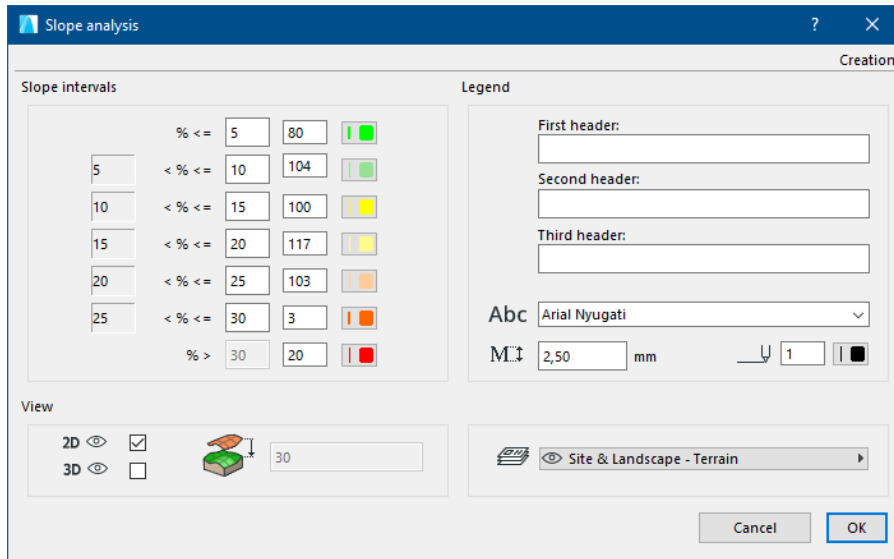 Slope analysis ?
Creation
Slope intervals
% <= 5 80
5 < % <= 10 104
10 < % <= 15 100
15 < % <= 20 117
20 < % <= 25 103
25 < % <= 30 3
% > 30 20
Legend
First header:
Second header:
Third header:
Abc Arial Nyugati
M 2,50 mm 1
View
2D
3D
30
Site & Landscape - Terrain
Cancel OK